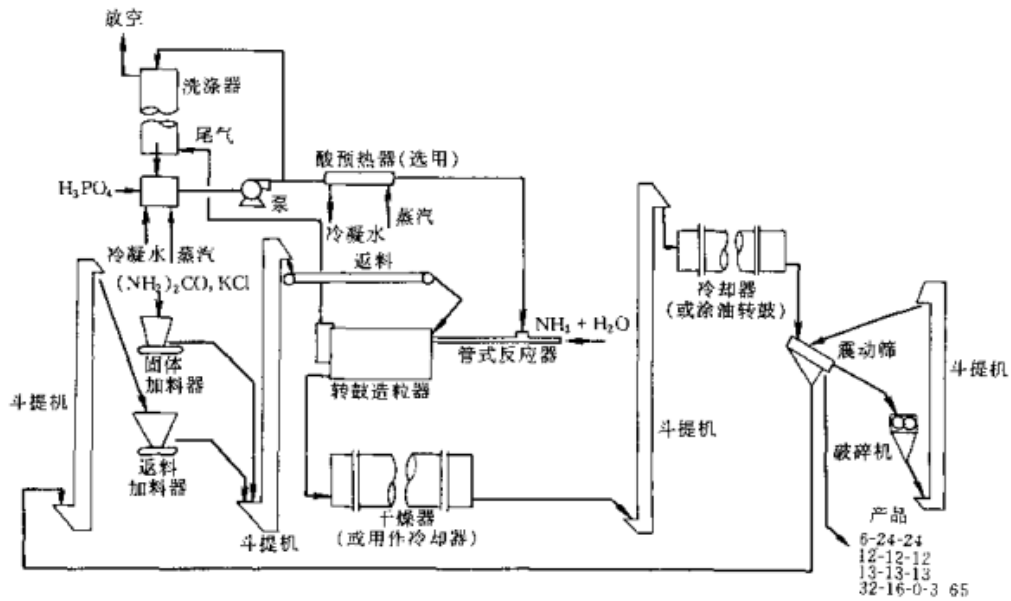 放空
洗涤器
尾气
酸预热器(选用)
H₃PO₄
泵
冷凝水
蒸汽
冷凝水 蒸汽
返料
(NH₂)₂CO, KCl
冷却器
(或涂油转鼓)
NH₃ + H₂O
管式反应器
震动筛
固体
加料器
转鼓造粒器
斗提机
斗提机
斗提机
破碎机
返料
加料器
干燥器
(或用作冷却器)
斗提机
产品
6-24-24
12-12-12
13-13-13
32-16-0-3 65